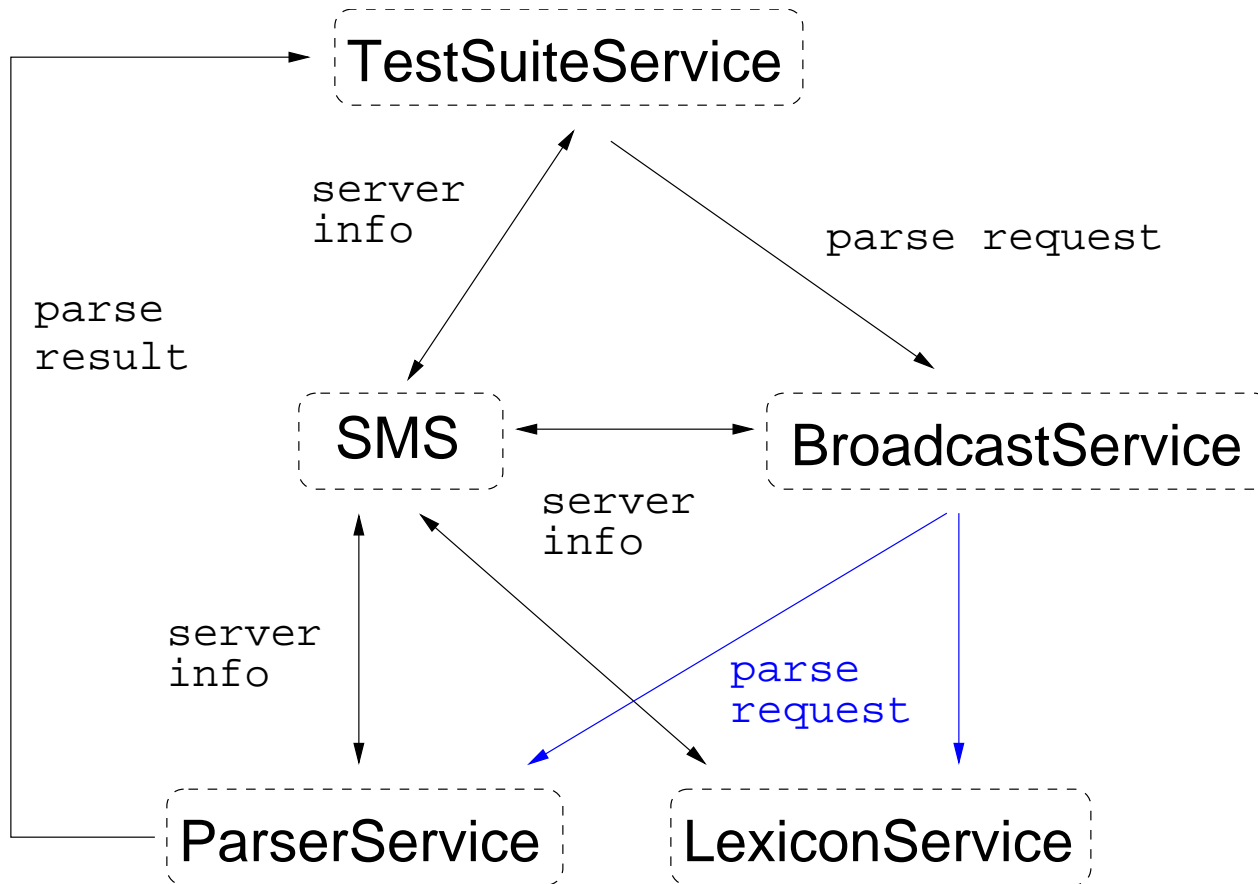 TestSuiteService
server
info
parse request
parse
result
SMS
BroadcastService
server
info
server
info
parse
request
ParserService
LexiconService